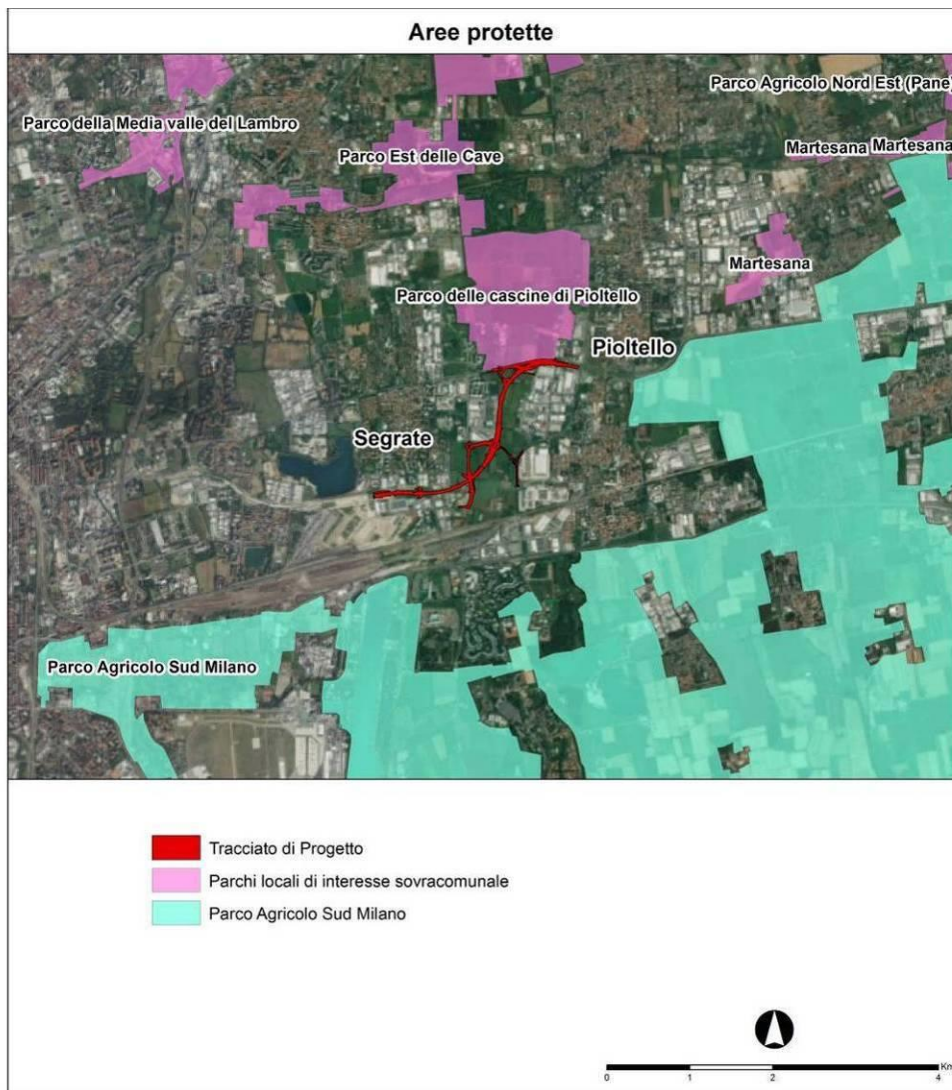 Aree protette
Parco Agricolo Nord Est (Pane)
Parco della Media valle del Lambro
Parco Est delle Cave
Martesana
Martesana
Martesana
Parco delle cascine di Pioltello
Pioltello
Segrate
Parco Agricolo Sud Milano
Tracciato di Progetto
Parchi locali di interesse sovracomunale
Parco Agricolo Sud Milano
0 1 2 4